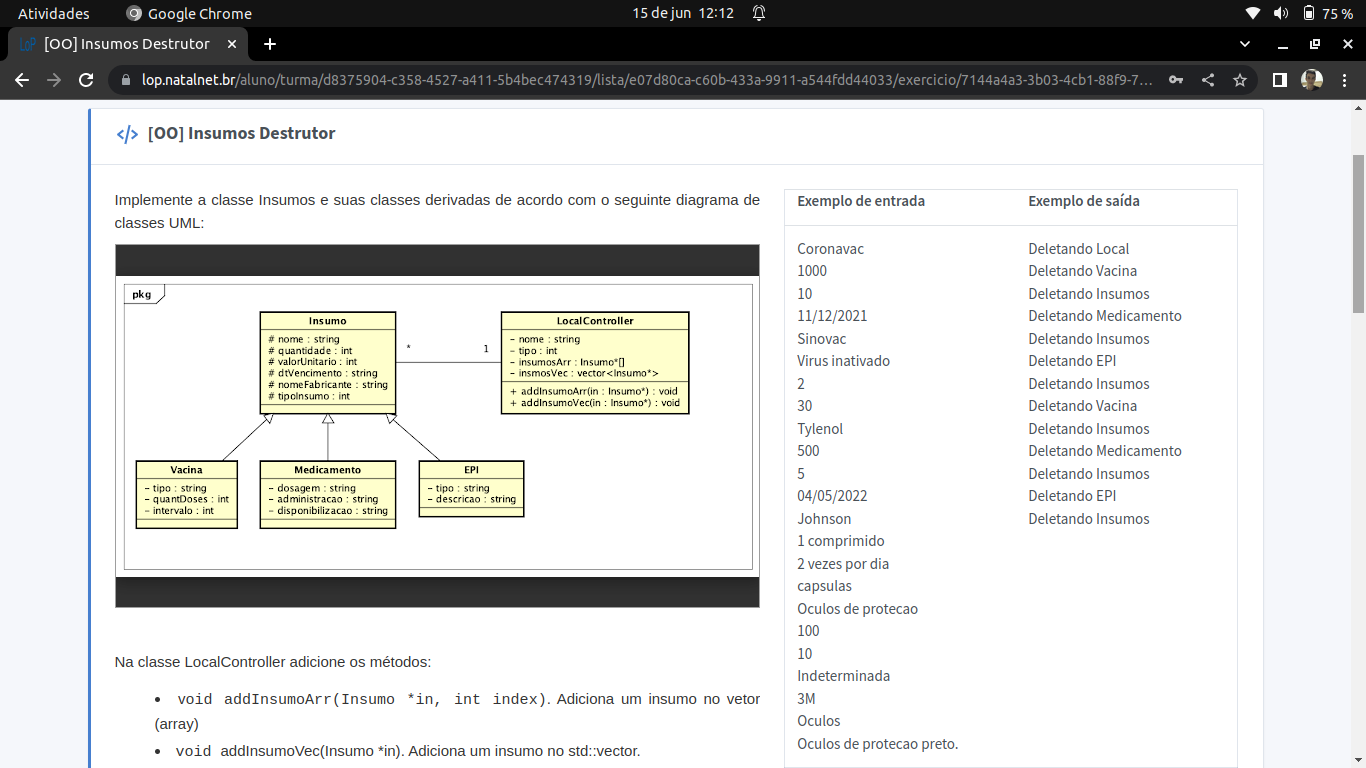 Atividades
Google Chrome
15 de jun 12:12
75 %
[OO] Insumos Destrutor
lop.natalnet.br/aluno/turma/d8375904-c358-4527-a411-5b4bec474319/lista/e07d80ca-c60b-433a-9911-a544fdd44033/exercicio/7144a4a3-3b03-4cb1-88f9-7…
</> [OO] Insumos Destrutor
Implemente a classe Insumos e suas classes derivadas de acordo com o seguinte diagrama de
classes UML:
pkg
Insumo
# nome : string
# quantidade : int
# valorUnitario : int
# dtVencimento : string
# nomeFabricante : string
# tipoInsumo : int
*
1
LocalController
- nome : string
- tipo : int
- insumosArr : Insumo*[]
- insmosVec : vector<Insumo*>
+ addInsumoArr(in : Insumo*) : void
+ addInsumoVec(in : Insumo*) : void
Vacina
- tipo : string
- quantDoses : int
- intervalo : int
Medicamento
- dosagem : string
- administracao : string
- disponibilizacao : string
EPI
- tipo : string
- descricao : string
Na classe LocalController adicione os métodos:
• void addInsumoArr(Insumo *in, int index). Adiciona um insumo no vetor
(array)
• void addInsumoVec(Insumo *in). Adiciona um insumo no std::vector.
Exemplo de entrada
Coronavac
1000
10
11/12/2021
Sinovac
Virus inativado
2
30
Tylenol
500
5
04/05/2022
Johnson
1 comprimido
2 vezes por dia
capsulas
Oculos de protecao
100
10
Indeterminada
3M
Oculos
Oculos de protecao preto.
Exemplo de saída
Deletando Local
Deletando Vacina
Deletando Insumos
Deletando Medicamento
Deletando Insumos
Deletando EPI
Deletando Insumos
Deletando Vacina
Deletando Insumos
Deletando Medicamento
Deletando Insumos
Deletando EPI
Deletando Insumos